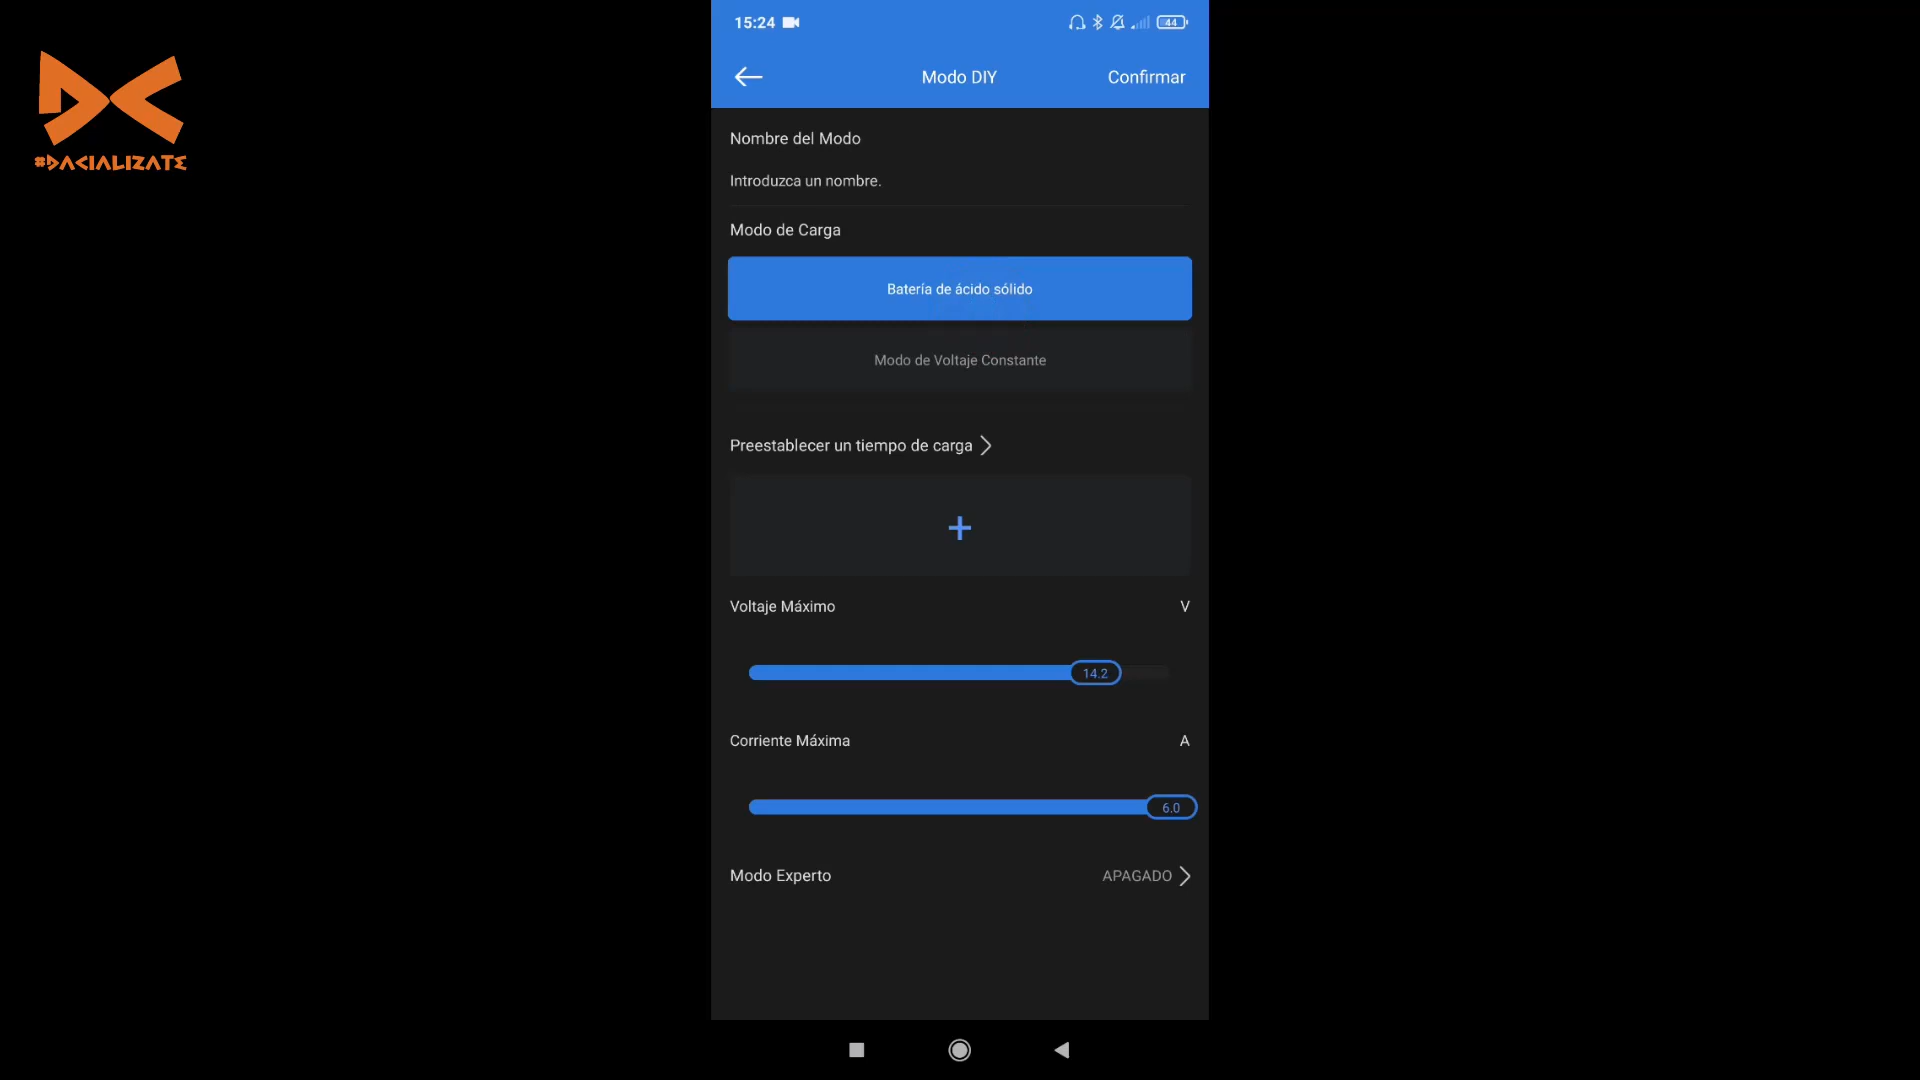 #DACIALIZATE
15:24
44
Modo DIY
Confirmar
Nombre del Modo
Introduzca un nombre.
Modo de Carga
Batería de ácido sólido
Modo de Voltaje Constante
Preestablecer un tiempo de carga
+
Voltaje Máximo V
14.2
Corriente Máxima A
6.0
Modo Experto APAGADO